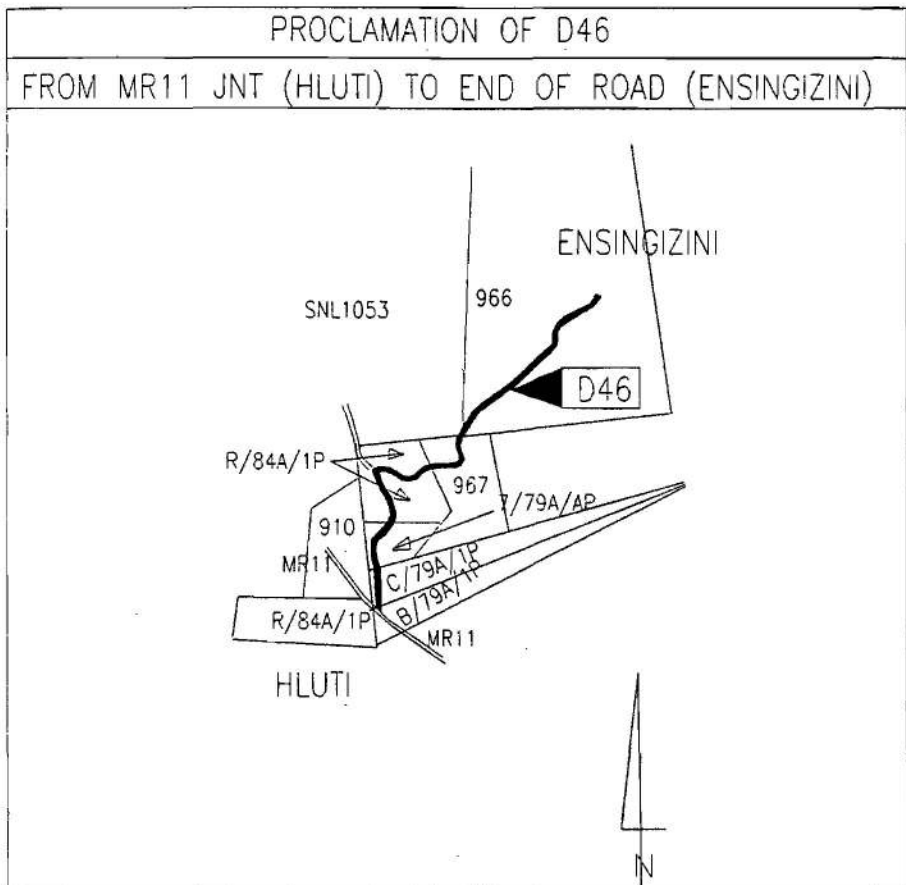 PROCLAMATION OF D46
FROM MR11 JNT (HLUTI) TO END OF ROAD (ENSINGIZINI)
ENSINGIZINI
SNL1053
966
D46
R/84A/1P
967
7/79A/AP
910
MR11
C/79A/1P
B/79A/1P
R/84A/1P
MR11
HLUTI
N